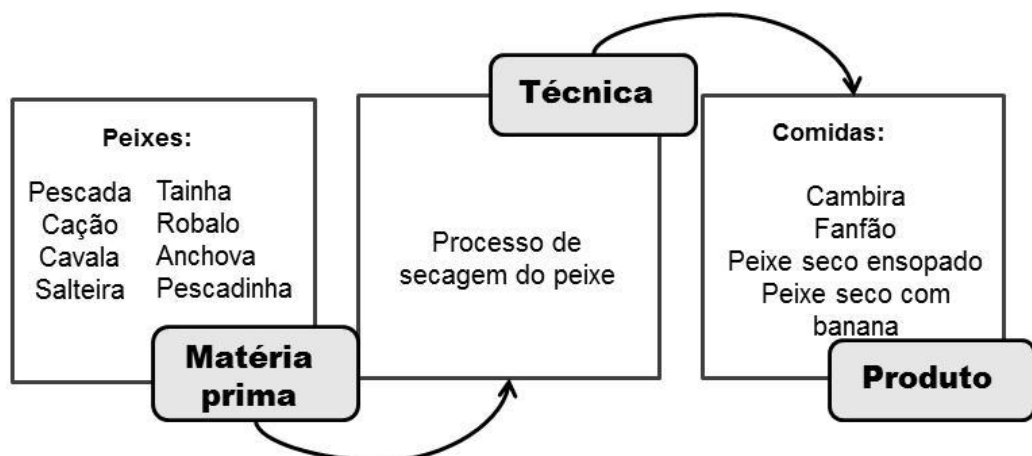 Peixes:
Pescada Tainha
Cação Robalo
Cavala Anchova
Salteira Pescadinha
Matéria
prima
Técnica
Processo de
secagem do peixe
Comidas:
Cambira
Fanfão
Peixe seco ensopado
Peixe seco com
banana
Produto